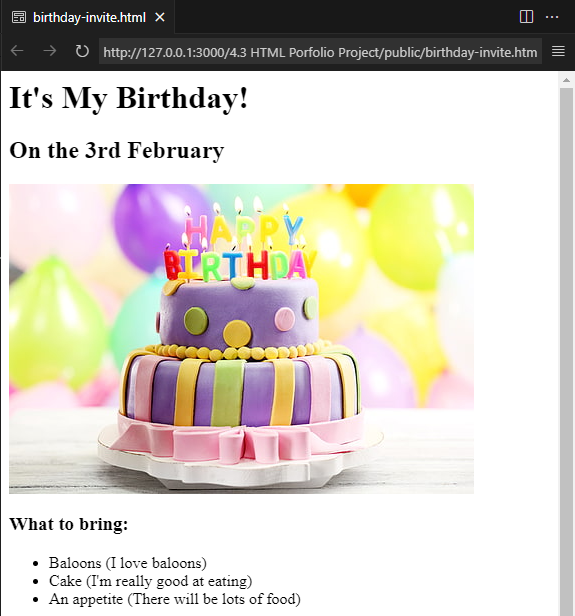 birthday-invite.html
http://127.0.0.1:3000/4.3 HTML Porfolio Project/public/birthday-invite.htm
It's My Birthday!
On the 3rd February
HAPPY
BIRTHDAY
What to bring:
Baloons (I love baloons)
Cake (I'm really good at eating)
An appetite (There will be lots of food)